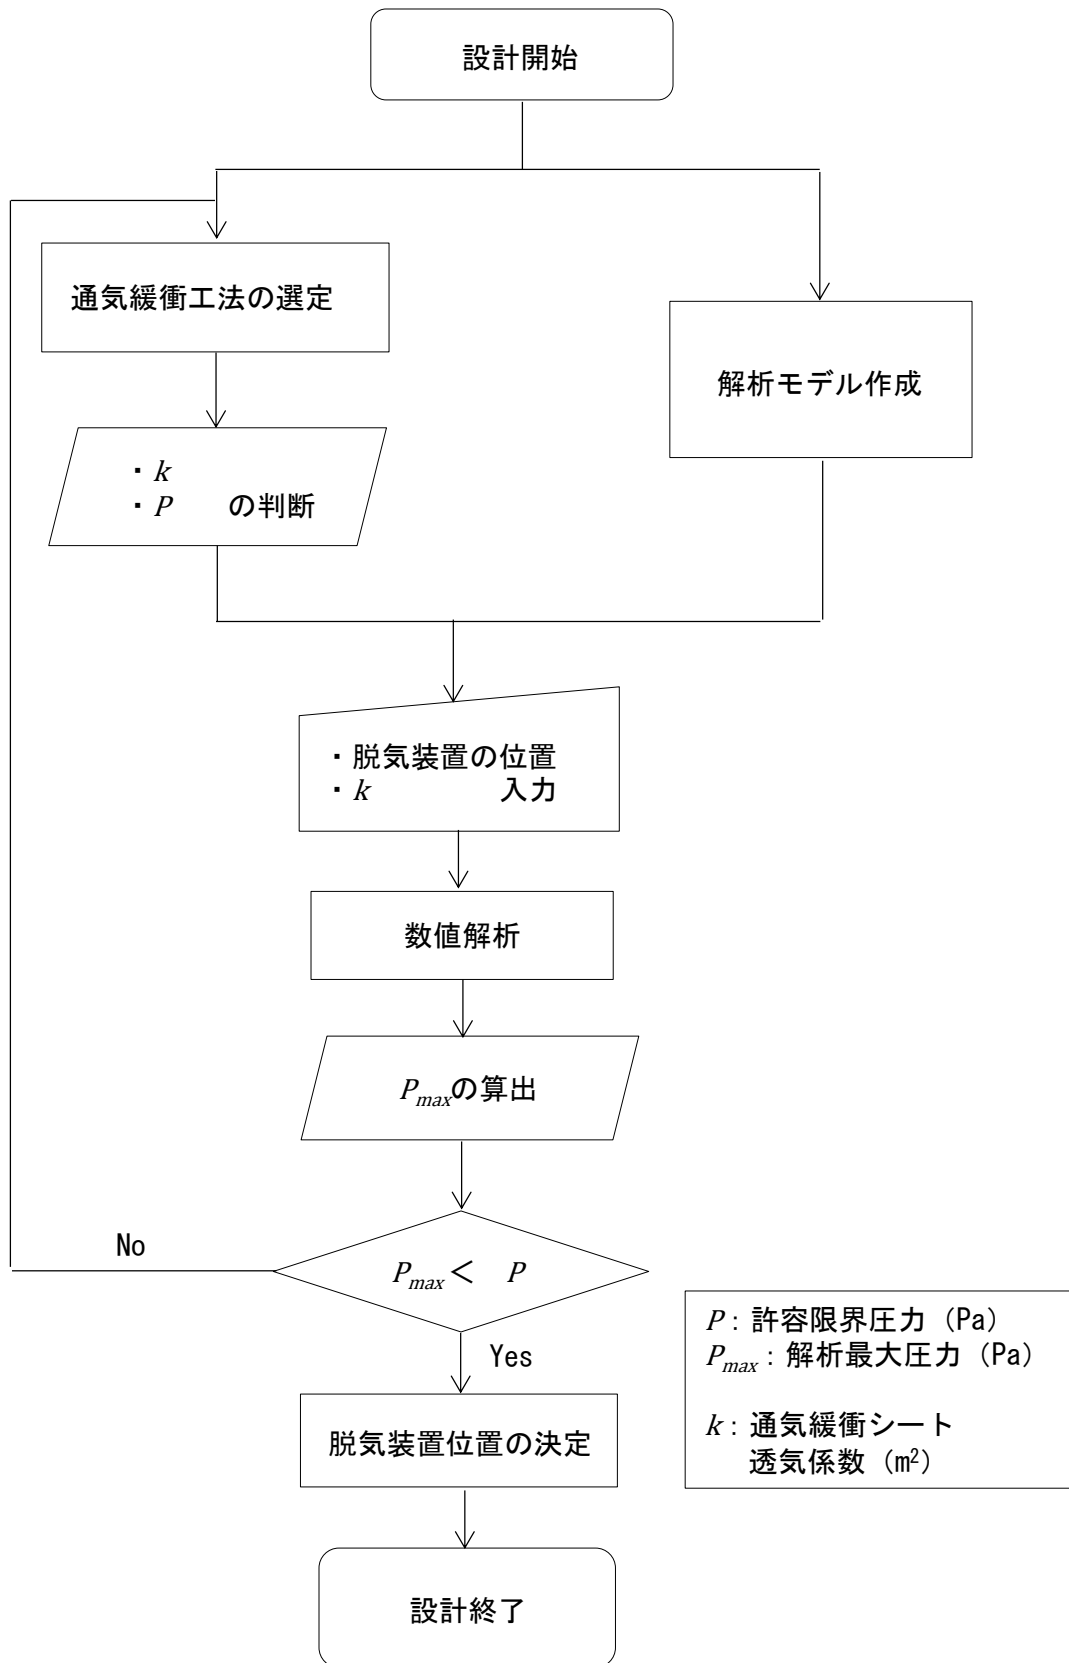 設計開始
通気緩衝工法の選定
解析モデル作成
・k
・P の判断
・脱気装置の位置
・k 入力
数値解析
P_maxの算出
No
P_max＜ P
Yes
P：許容限界圧力（Pa）
P_max：解析最大圧力（Pa）
k：通気緩衝シート
透気係数（m²）
脱気装置位置の決定
設計終了